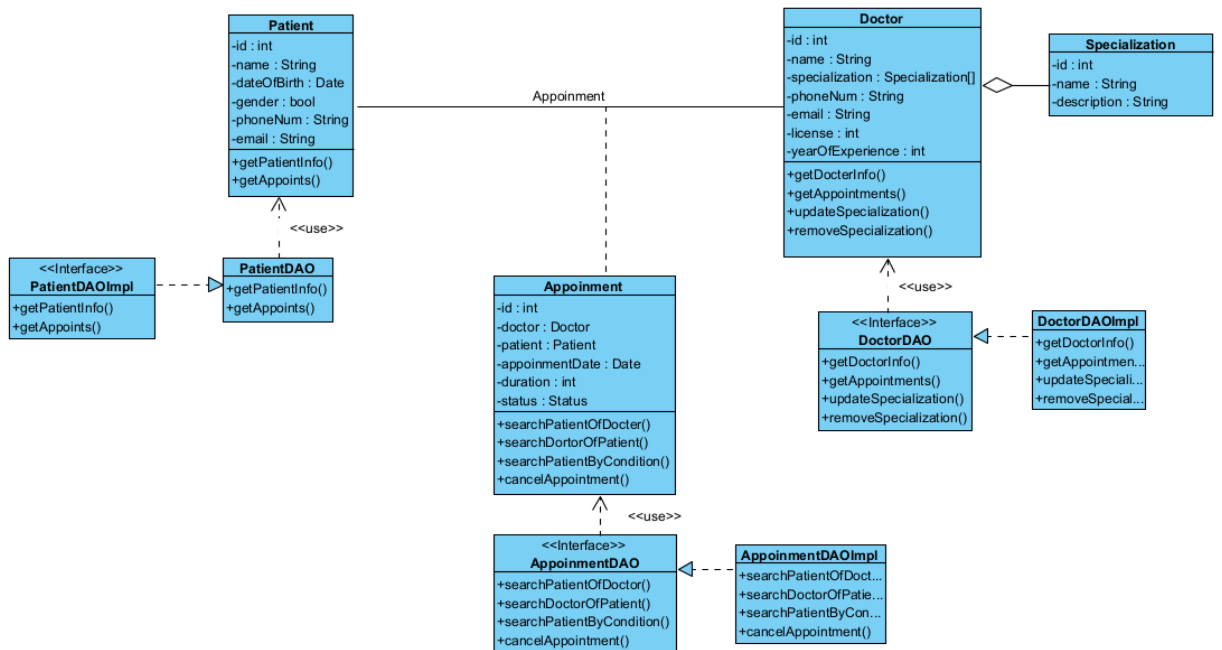 Patient
-id : int
-name : String
-dateOfBirth : Date
-gender : bool
-phoneNum : String
-email : String
+getPatientInfo()
+getAppoints()
Appoinment
Doctor
-id : int
-name : String
-specialization : Specialization[]
-phoneNum : String
-email : String
-license : int
-yearOfExperience : int
+getDocterInfo()
+getAppointments()
+updateSpecialization()
+removeSpecialization()
Specialization
-id : int
-name : String
-description : String
<<use>>
<<Interface>>
PatientDAOImpl
+getPatientInfo()
+getAppoints()
PatientDAO
+getPatientInfo()
+getAppoints()
Appoinment
-id : int
-doctor : Doctor
-patient : Patient
-appoinmentDate : Date
-duration : int
-status : Status
+searchPatientOfDocter()
+searchDortorOfPatient()
+searchPatientByCondition()
+cancelAppointment()
<<use>>
<<Interface>>
DoctorDAO
+getDoctorInfo()
+getAppointments()
+updateSpecialization()
+removeSpecialization()
DoctorDAOImpl
+getDoctorInfo()
+getAppointmen...
+updateSpeciali...
+removeSpecial...
<<use>>
<<Interface>>
AppoinmentDAO
+searchPatientOfDoctor()
+searchDoctorOfPatient()
+searchPatientByCondition()
+cancelAppointment()
AppoinmentDAOImpl
+searchPatientOfDoct...
+searchDoctorOfPatie...
+searchPatientByCon...
+cancelAppointment()